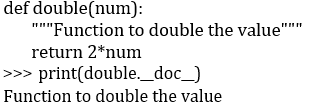 def double(num):
    """Function to double the value"""
    return 2*num
>>> print(double.__doc__)
Function to double the value